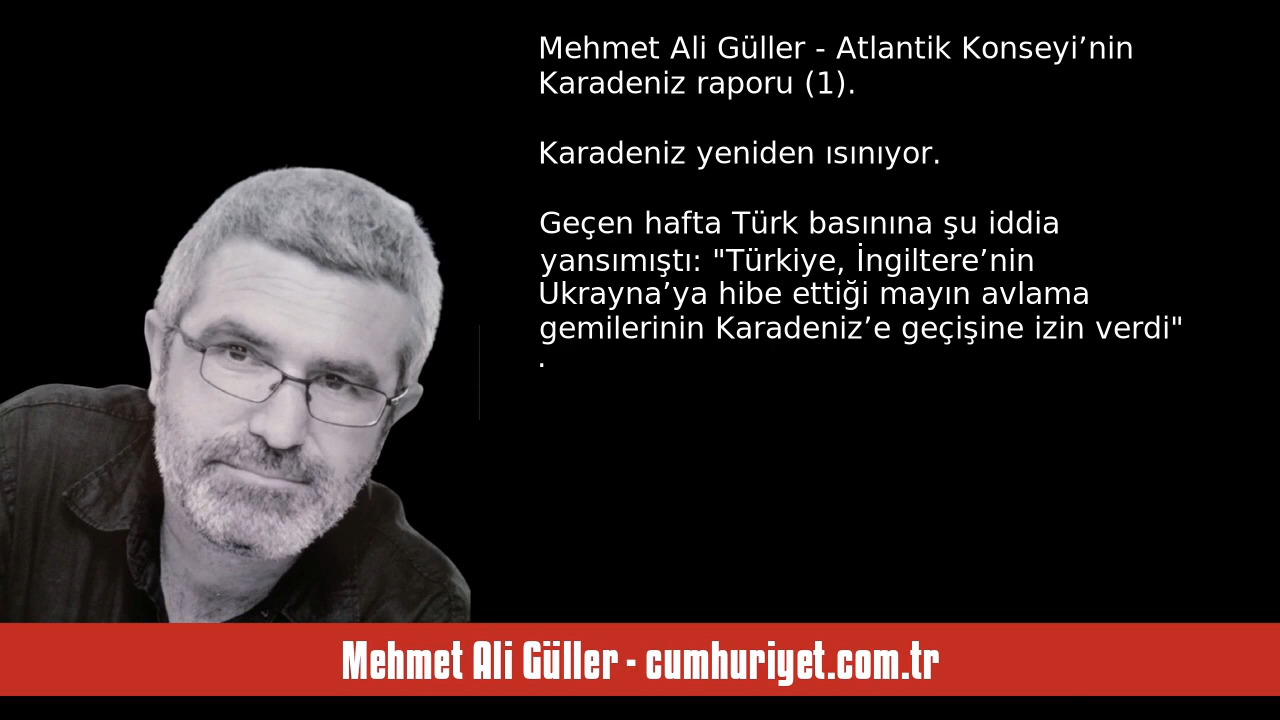 Mehmet Ali Güller - Atlantik Konseyi’nin
Karadeniz raporu (1).
Karadeniz yeniden ısınıyor.
Geçen hafta Türk basınına şu iddia
yansımıştı: "Türkiye, İngiltere’nin
Ukrayna’ya hibe ettiği mayın avlama
gemilerinin Karadeniz’e geçişine izin verdi"
.
Mehmet Ali Güller - cumhuriyet.com.tr